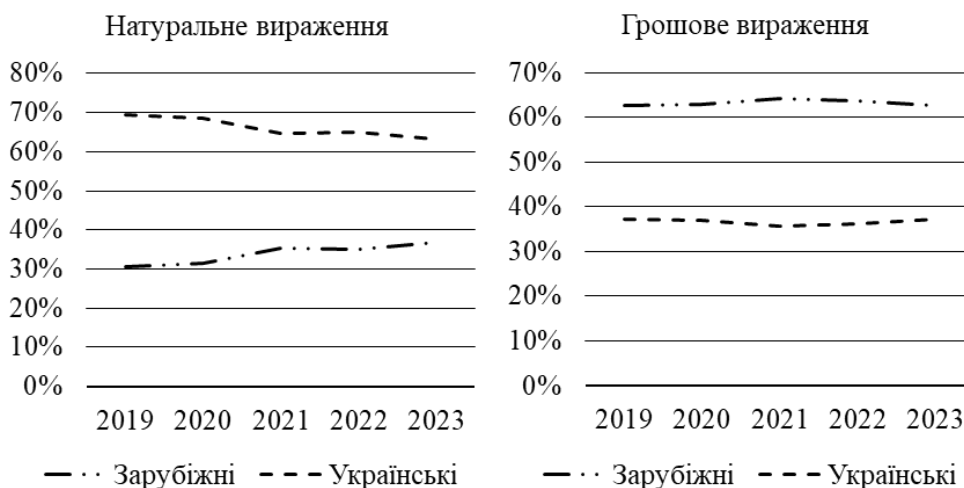 Натуральне вираження
80%
70%
60%
50%
40%
30%
20%
10%
0%
2019 2020 2021 2022 2023
Зарубіжні Українські
Грошове вираження
70%
60%
50%
40%
30%
20%
10%
0%
2019 2020 2021 2022 2023
Зарубіжні Українські